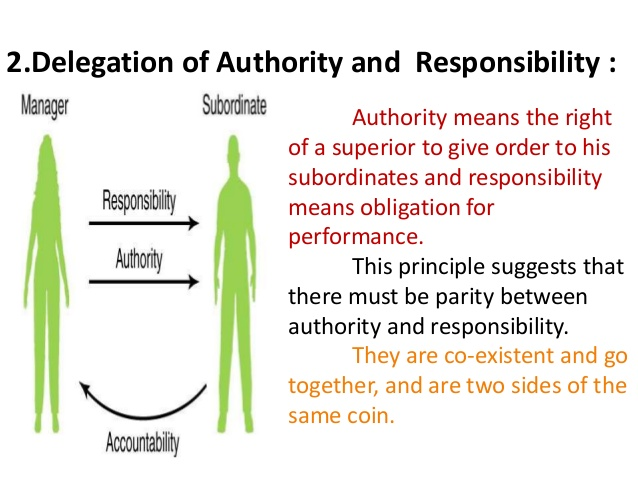 2.Delegation of Authority and  Responsibility :
Manager
Subordinate
Responsibility
Authority
Accountability
Authority means the right
of a superior to give order to his
subordinates and responsibility
means obligation for
performance.
This principle suggests that
there must be parity between
authority and responsibility.
They are co-existent and go
together, and are two sides of the
same coin.